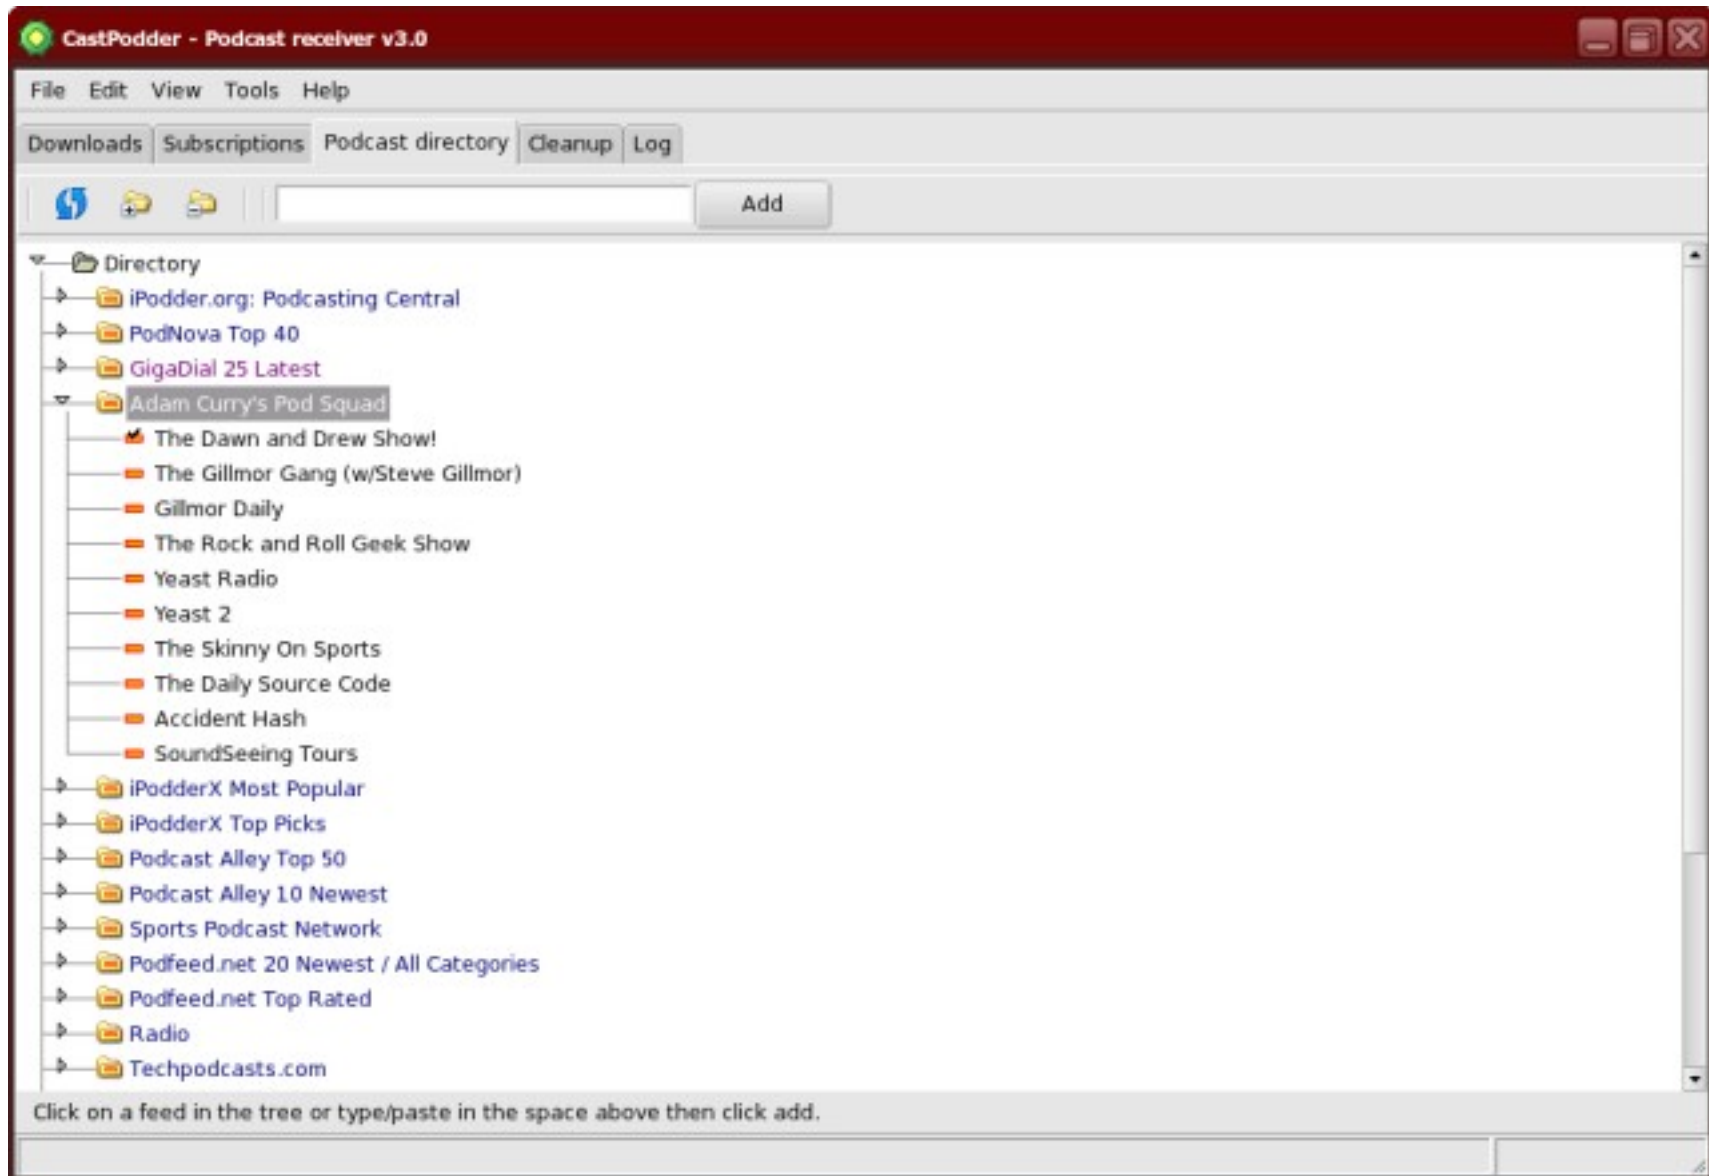 CastPodder - Podcast receiver v3.0
File Edit View Tools Help
Downloads Subscriptions Podcast directory Cleanup Log
Add
Directory
iPodder.org: Podcasting Central
PodNova Top 40
GigaDial 25 Latest
Adam Curry's Pod Squad
The Dawn and Drew Show!
The Gillmor Gang (w/Steve Gillmor)
Gillmor Daily
The Rock and Roll Geek Show
Yeast Radio
Yeast 2
The Skinny On Sports
The Daily Source Code
Accident Hash
SoundSeeing Tours
iPodderX Most Popular
iPodderX Top Picks
Podcast Alley Top 50
Podcast Alley 10 Newest
Sports Podcast Network
Podfeed.net 20 Newest / All Categories
Podfeed.net Top Rated
Radio
Techpodcasts.com
Click on a feed in the tree or type/paste in the space above then click add.